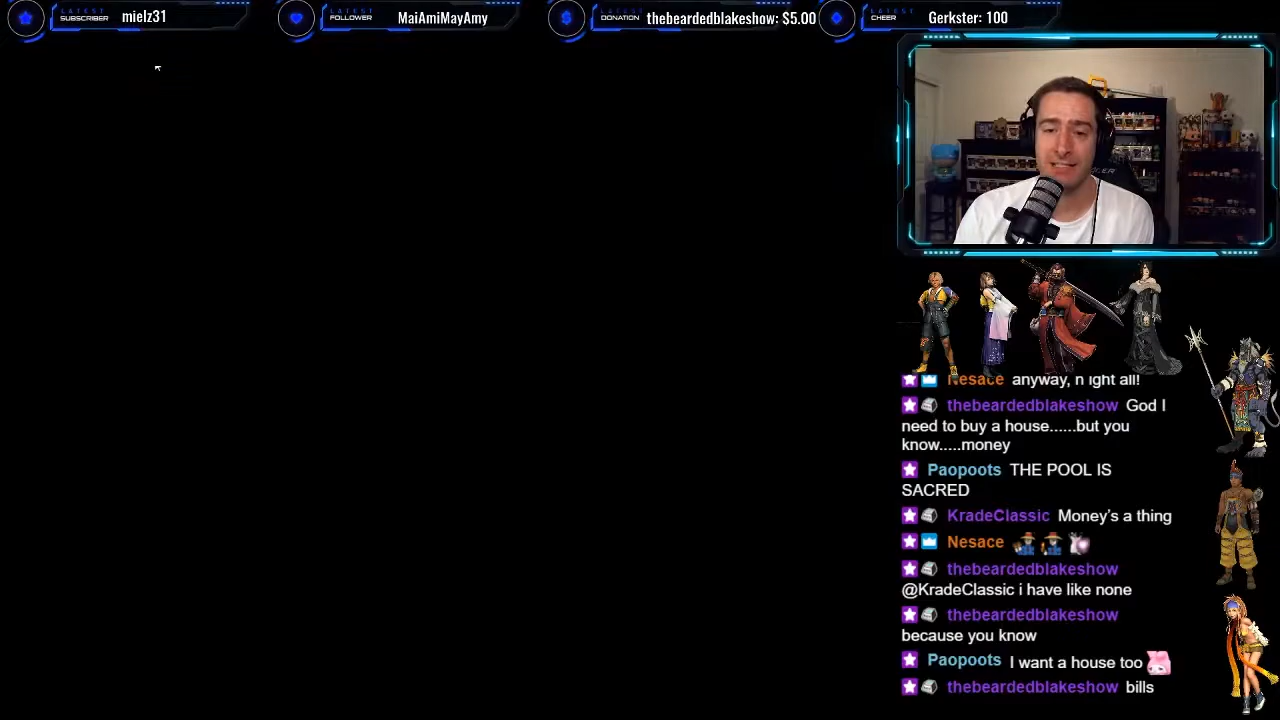 LATEST SUBSCRIBER mielz31
LATEST FOLLOWER MaiAmiMayAmy
LATEST DONATION thebeardedblakeshow: $5.00
LATEST CHEER Gerkster: 100
Nesace anyway, n ight all!
thebeardedblakeshow God I
need to buy a house......but you
know.....money
Paopoots THE POOL IS
SACRED
KradeClassic Money's a thing
Nesace
thebeardedblakeshow
@KradeClassic i have like none
thebeardedblakeshow
because you know
Paopoots I want a house too
thebeardedblakeshow bills